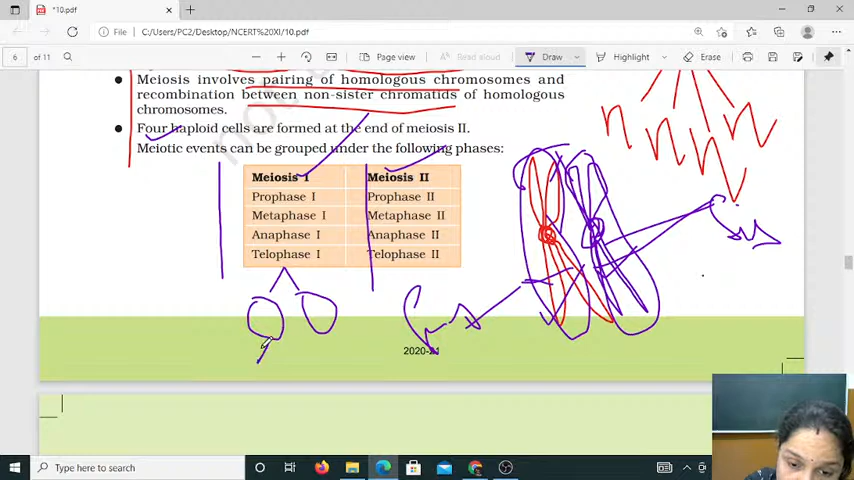 *10.pdf
File
C:/Users/PC2/Desktop/NCERT%20XI/10.pdf
6 of 11
Page view
Read aloud
Draw
Highlight
Erase
Meiosis involves pairing of homologous chromosomes and
recombination between non-sister chromatids of homologous
chromosomes.
Four haploid cells are formed at the end of meiosis II.
Meiotic events can be grouped under the following phases:
Meiosis I Meiosis II
Prophase I Prophase II
Metaphase I Metaphase II
Anaphase I Anaphase II
Telophase I Telophase II
n n n n
2020-21
Type here to search